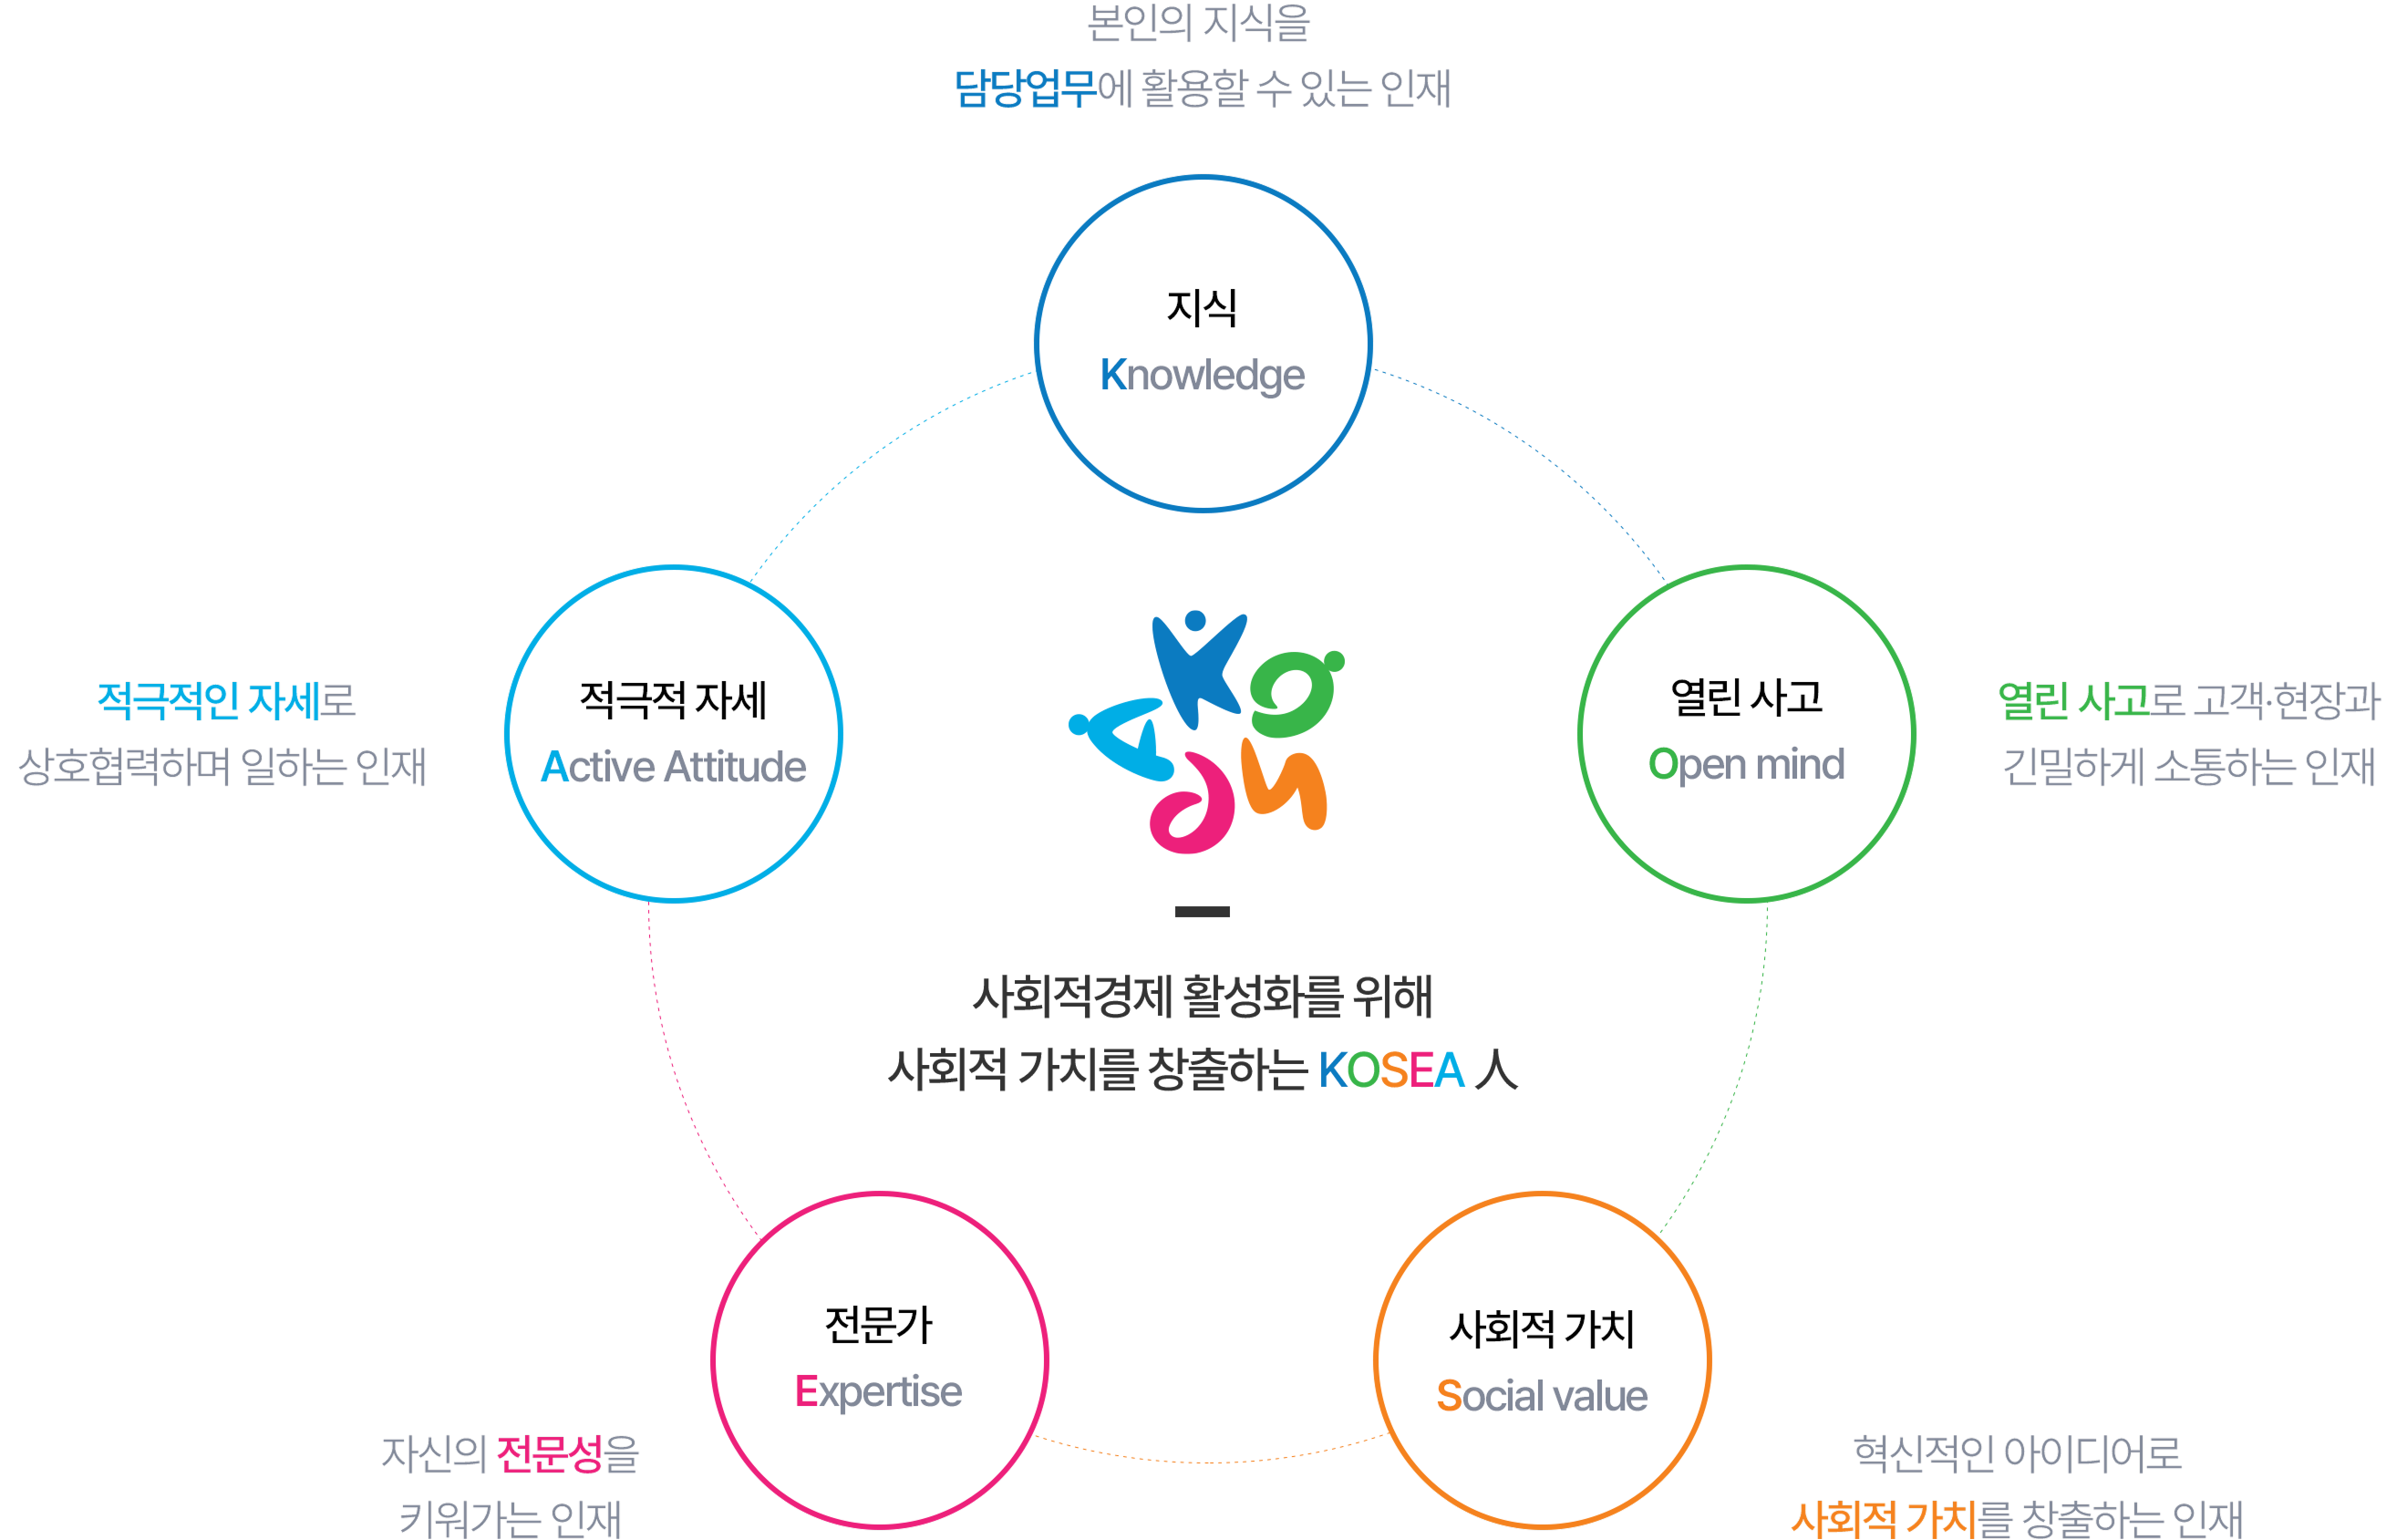 본인의 지식을
담당업무에 활용할 수 있는 인재
지식
Knowledge
적극적인 자세로
상호협력하며 일하는 인재
적극적 자세
Active Attitude
열린 사고
Open mind
열린 사고로 고객·현장과
긴밀하게 소통하는 인재
사회적경제 활성화를 위해
사회적 가치를 창출하는 KOSEA 人
전문가
Expertise
자신의 전문성을
키워가는 인재
사회적 가치
Social value
혁신적인 아이디어로
사회적 가치를 창출하는 인재